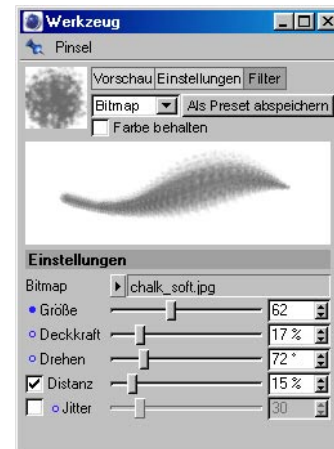 Werkzeug
Pinsel
Vorschau Einstellungen Filter
Bitmap Als Preset abspeichern
Farbe behalten
Einstellungen
Bitmap chalk_soft.jpg
Größe 62
Deckkraft 17 %
Drehen 72 °
Distanz 15 %
Jitter 30